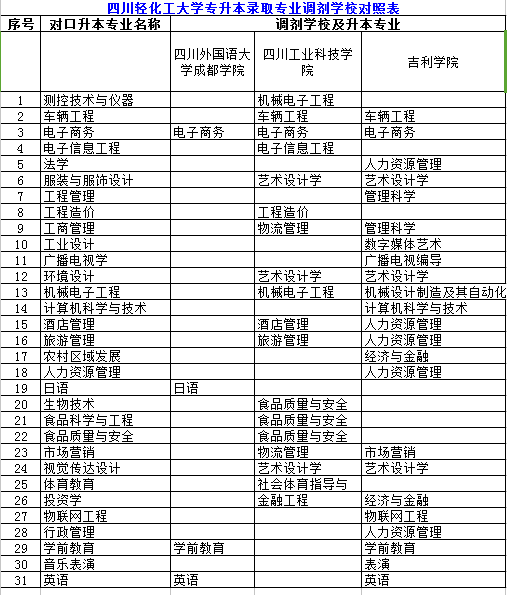 四川轻化工大学专升本录取专业调剂学校对照表
序号 对口升本专业名称 调剂学校及升本专业
四川外国语大学成都学院 四川工业科技学院 吉利学院
1 测控技术与仪器 机械电子工程
2 车辆工程 车辆工程 车辆工程
3 电子商务 电子商务 电子商务 电子商务
4 电子信息工程 电子信息工程
5 法学 人力资源管理
6 服装与服饰设计 艺术设计学 艺术设计学
7 工程管理 管理科学
8 工程造价 工程造价
9 工商管理 物流管理 管理科学
10 工业设计 数字媒体艺术
11 广播电视学 广播电视编导
12 环境设计 艺术设计学 艺术设计学
13 机械电子工程 机械电子工程 机械设计制造及其自动化
14 计算机科学与技术 计算机科学与技术
15 酒店管理 酒店管理 人力资源管理
16 旅游管理 旅游管理 人力资源管理
17 农村区域发展 经济与金融
18 人力资源管理 人力资源管理
19 日语 日语
20 生物技术 食品质量与安全
21 食品科学与工程 食品质量与安全
22 食品质量与安全 食品质量与安全
23 市场营销 物流管理 市场营销
24 视觉传达设计 艺术设计学 艺术设计学
25 体育教育 社会体育指导与
26 投资学 金融工程 经济与金融
27 物联网工程 物联网工程
28 行政管理 人力资源管理
29 学前教育 学前教育 学前教育
30 音乐表演 表演
31 英语 英语 英语